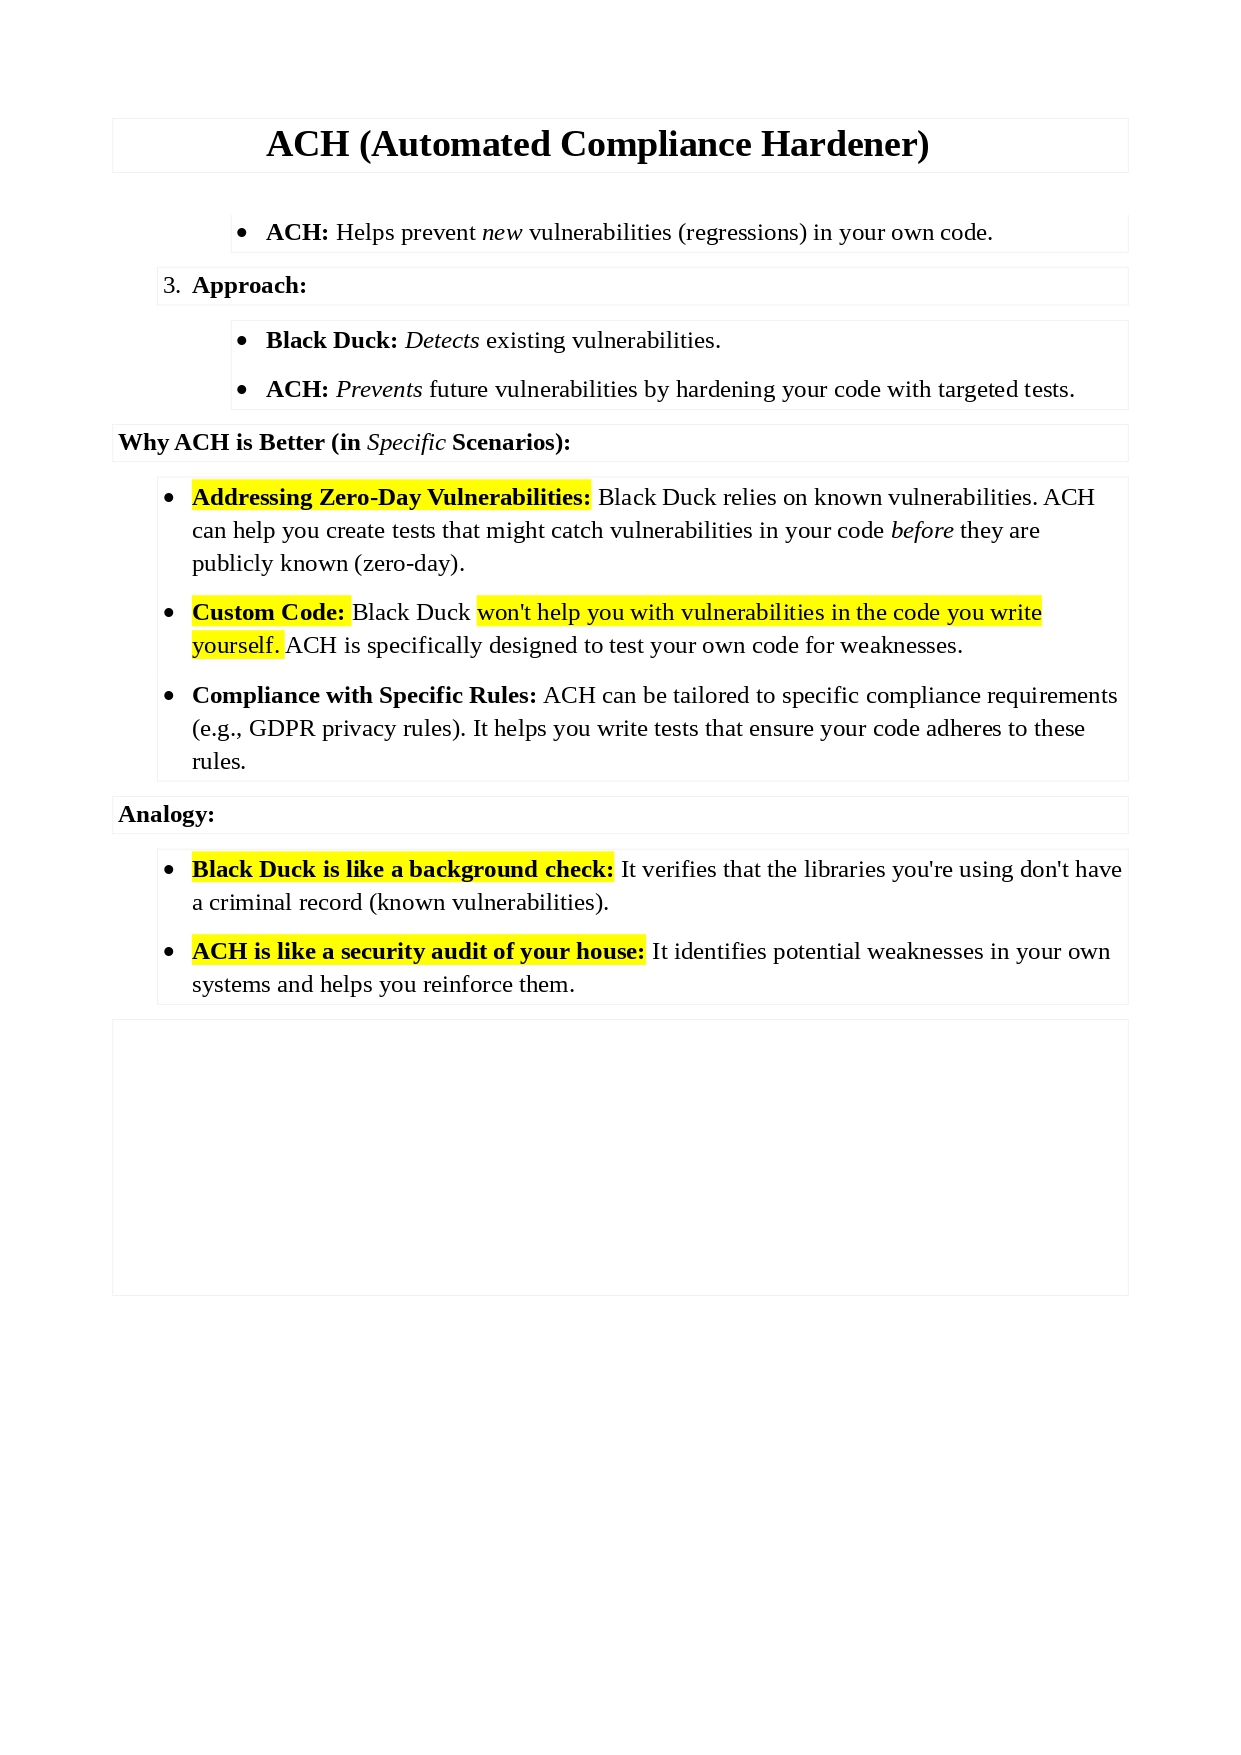 ACH (Automated Compliance Hardener)
● ACH: Helps prevent new vulnerabilities (regressions) in your own code.
3. Approach:
● Black Duck: Detects existing vulnerabilities.
● ACH: Prevents future vulnerabilities by hardening your code with targeted tests.
Why ACH is Better (in Specific Scenarios):
● Addressing Zero-Day Vulnerabilities: Black Duck relies on known vulnerabilities. ACH
can help you create tests that might catch vulnerabilities in your code before they are
publicly known (zero-day).
● Custom Code: Black Duck won't help you with vulnerabilities in the code you write
yourself. ACH is specifically designed to test your own code for weaknesses.
● Compliance with Specific Rules: ACH can be tailored to specific compliance requirements
(e.g., GDPR privacy rules). It helps you write tests that ensure your code adheres to these
rules.
Analogy:
● Black Duck is like a background check: It verifies that the libraries you're using don't have
a criminal record (known vulnerabilities).
● ACH is like a security audit of your house: It identifies potential weaknesses in your own
systems and helps you reinforce them.